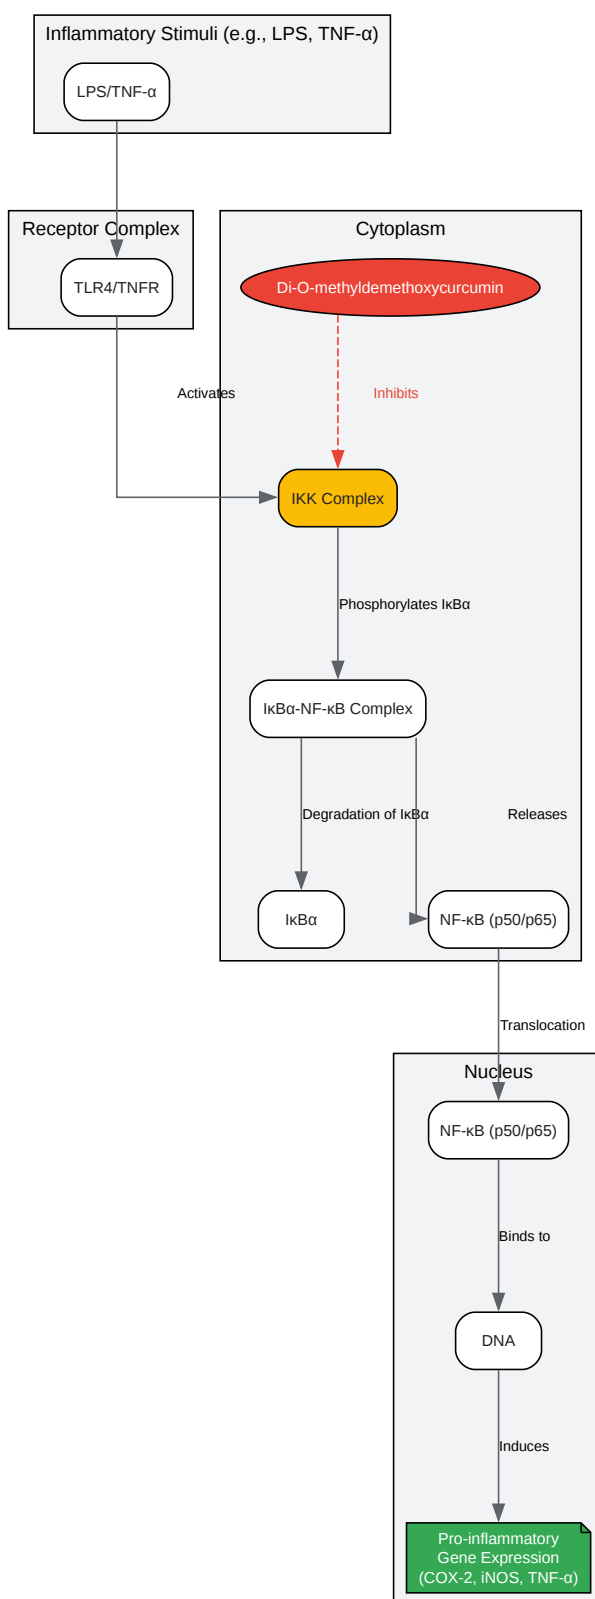 Inflammatory Stimuli (e.g., LPS, TNF-α)
LPS/TNF-α
Receptor Complex
TLR4/TNFR
Cytoplasm
Di-O-methyldemethoxycurcumin
Activates
Inhibits
IKK Complex
Phosphorylates IκBα
IκBα-NF-κB Complex
Degradation of IκBα
Releases
IκBα
NF-κB (p50/p65)
Translocation
Nucleus
NF-κB (p50/p65)
Binds to
DNA
Induces
Pro-inflammatory
Gene Expression
(COX-2, iNOS, TNF-α)